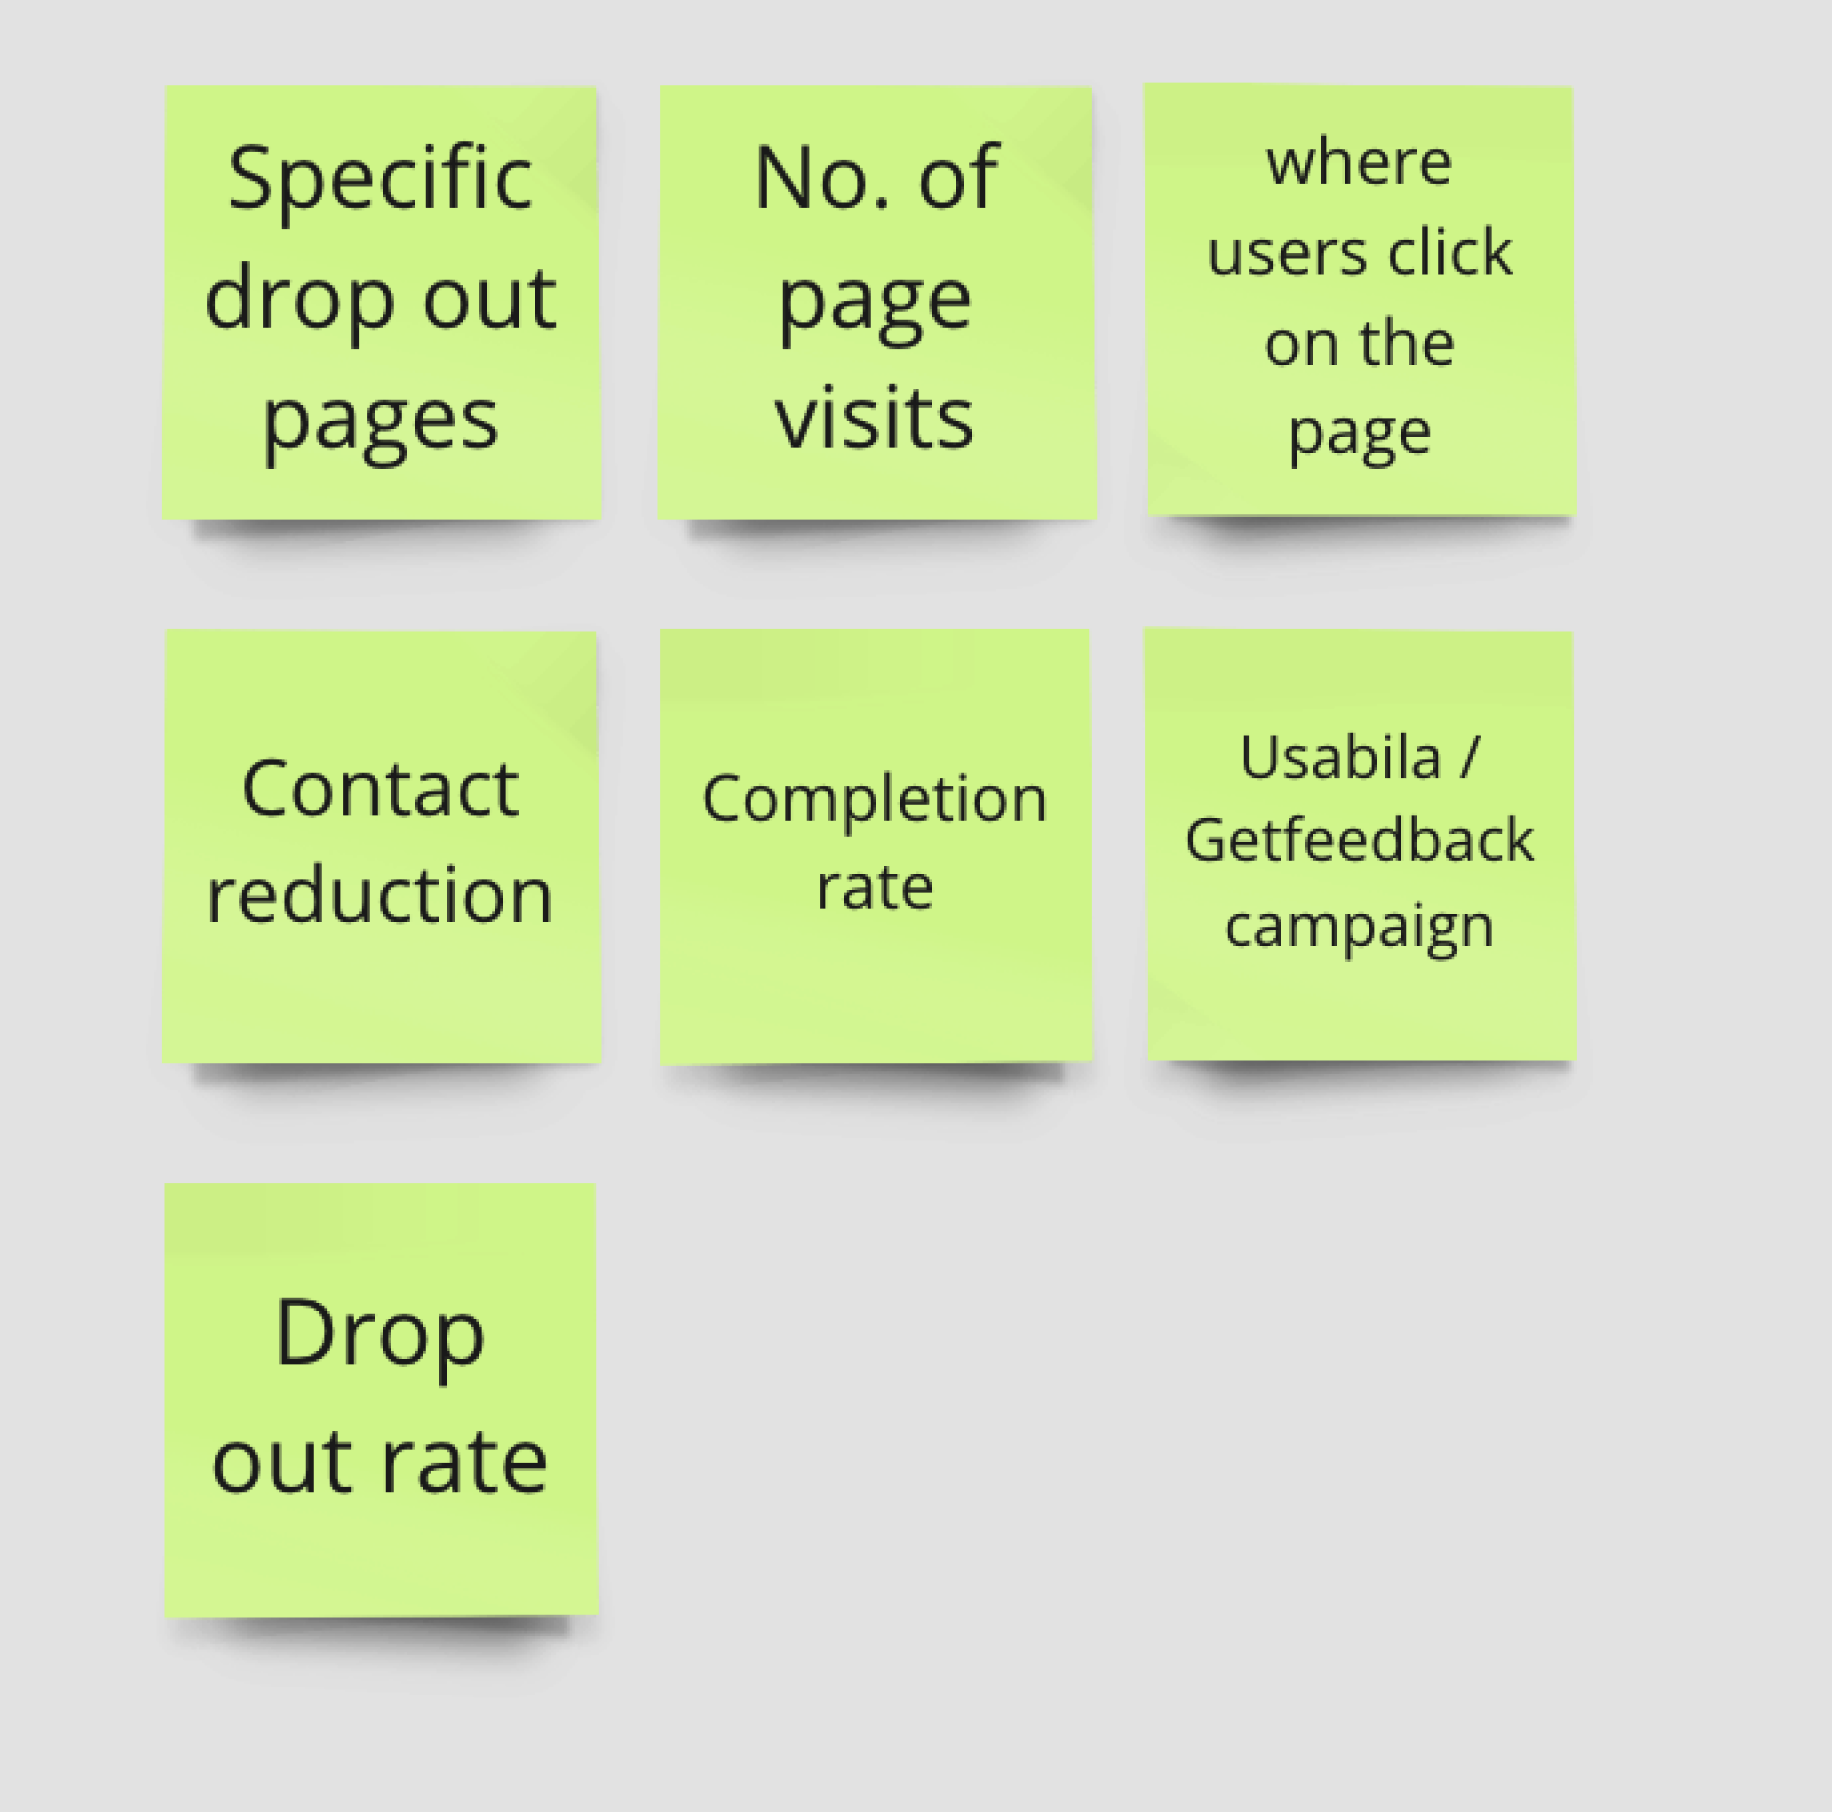 Specific
drop out
pages
No. of
page
visits
where
users click
on the
page
Contact
reduction
Completion
rate
Usabila /
Getfeedback
campaign
Drop
out rate